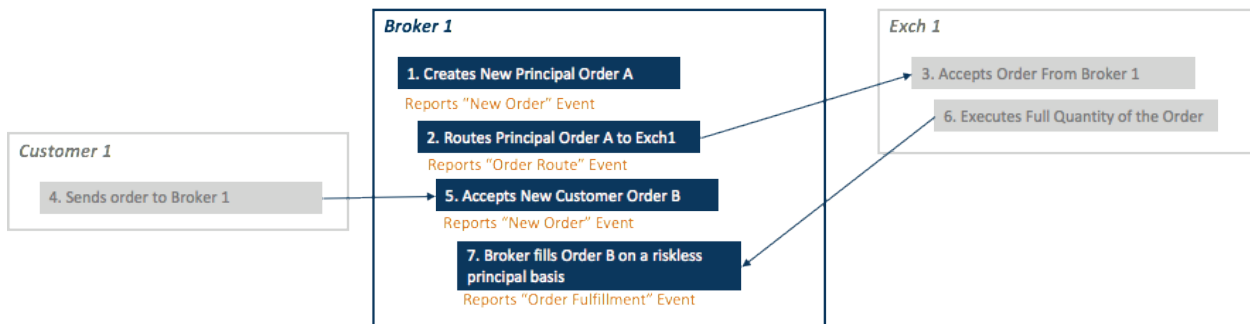 Broker 1
Exch 1
1. Creates New Principal Order A
3. Accepts Order From Broker 1
Reports “New Order” Event
6. Executes Full Quantity of the Order
2. Routes Principal Order A to Exch1
Customer 1
Reports “Order Route” Event
4. Sends order to Broker 1
5. Accepts New Customer Order B
Reports “New Order” Event
7. Broker fills Order B on a riskless
principal basis
Reports “Order Fulfillment” Event